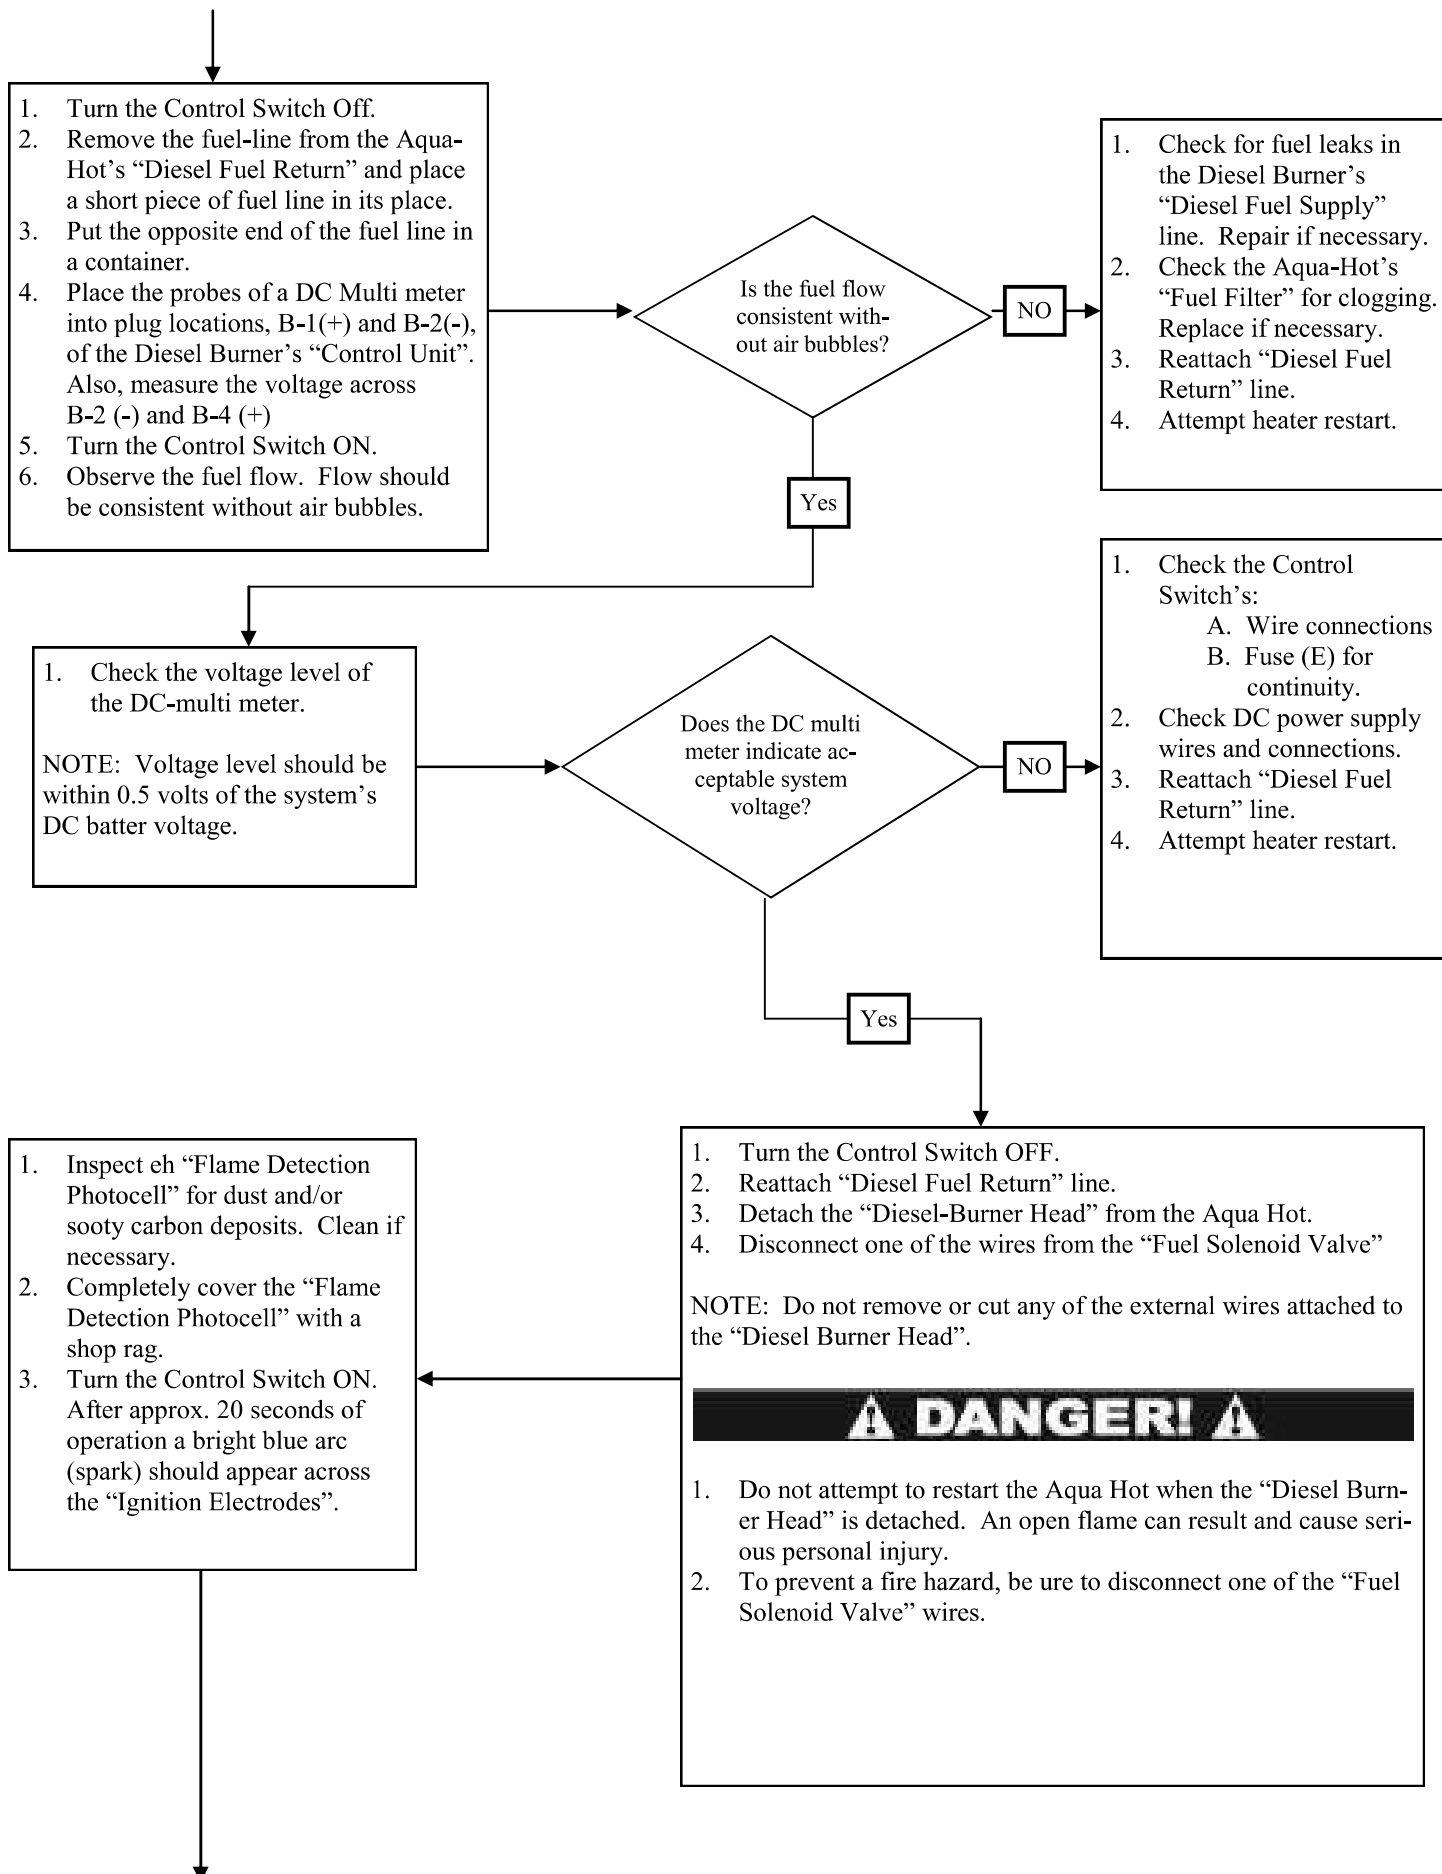 1. Turn the Control Switch Off.
2. Remove the fuel-line from the Aqua-
Hot's “Diesel Fuel Return” and place
a short piece of fuel line in its place.
3. Put the opposite end of the fuel line in
a container.
4. Place the probes of a DC Multi meter
into plug locations, B-1(+) and B-2(-),
of the Diesel Burner's “Control Unit”.
Also, measure the voltage across
B-2 (-) and B-4 (+)
5. Turn the Control Switch ON.
6. Observe the fuel flow. Flow should
be consistent without air bubbles.
Is the fuel flow
consistent with-
out air bubbles?
NO
1. Check for fuel leaks in
the Diesel Burner's
“Diesel Fuel Supply”
line. Repair if necessary.
2. Check the Aqua-Hot's
“Fuel Filter” for clogging.
Replace if necessary.
3. Reattach “Diesel Fuel
Return” line.
4. Attempt heater restart.
Yes
1. Check the voltage level of
the DC-multi meter.
NOTE: Voltage level should be
within 0.5 volts of the system's
DC batter voltage.
Does the DC multi
meter indicate ac-
ceptable system
voltage?
NO
1. Check the Control
Switch's:
A. Wire connections
B. Fuse (E) for
continuity.
2. Check DC power supply
wires and connections.
3. Reattach “Diesel Fuel
Return” line.
4. Attempt heater restart.
Yes
1. Turn the Control Switch OFF.
2. Reattach “Diesel Fuel Return” line.
3. Detach the “Diesel-Burner Head” from the Aqua Hot.
4. Disconnect one of the wires from the “Fuel Solenoid Valve”
NOTE: Do not remove or cut any of the external wires attached to
the “Diesel Burner Head”.
DANGER!
1. Do not attempt to restart the Aqua Hot when the “Diesel Burn-
er Head” is detached. An open flame can result and cause seri-
ous personal injury.
2. To prevent a fire hazard, be ure to disconnect one of the “Fuel
Solenoid Valve” wires.
1. Inspect eh “Flame Detection
Photocell” for dust and/or
sooty carbon deposits. Clean if
necessary.
2. Completely cover the “Flame
Detection Photocell” with a
shop rag.
3. Turn the Control Switch ON.
After approx. 20 seconds of
operation a bright blue arc
(spark) should appear across
the “Ignition Electrodes”.